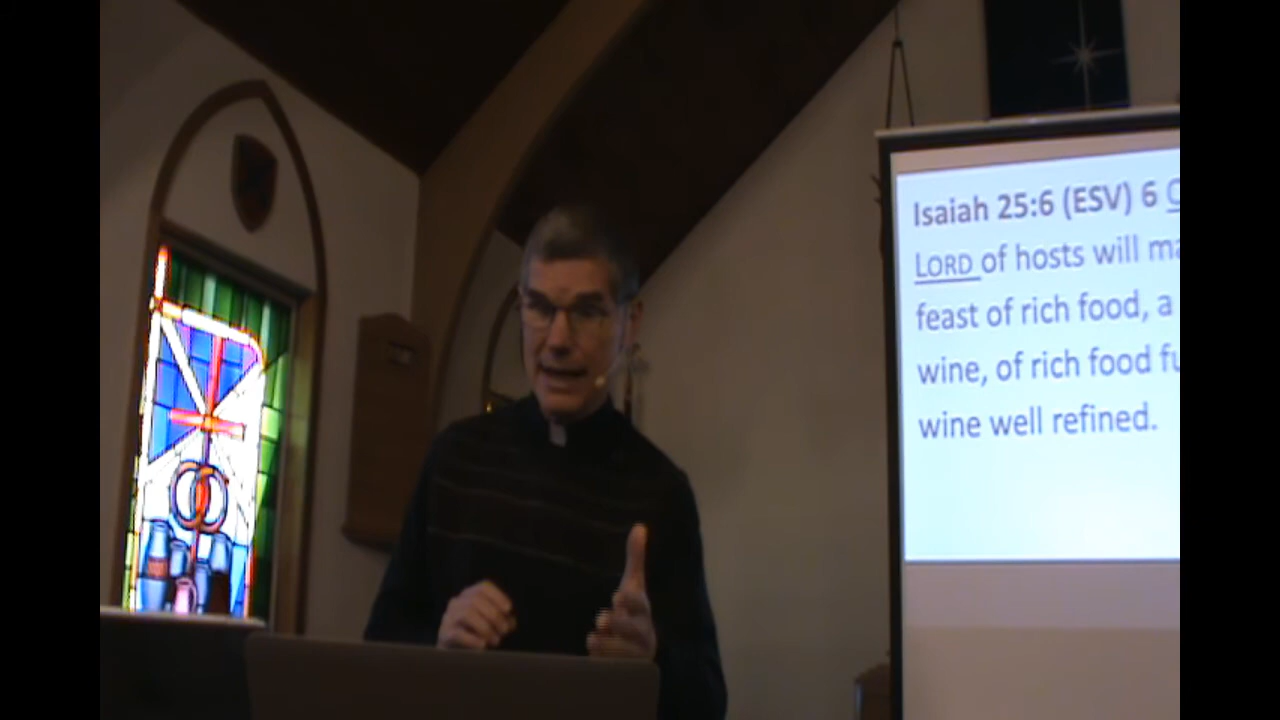 Isaiah 25:6 (ESV) 6
LORD of hosts will
feast of rich food, a
wine, of rich food
wine well refined.